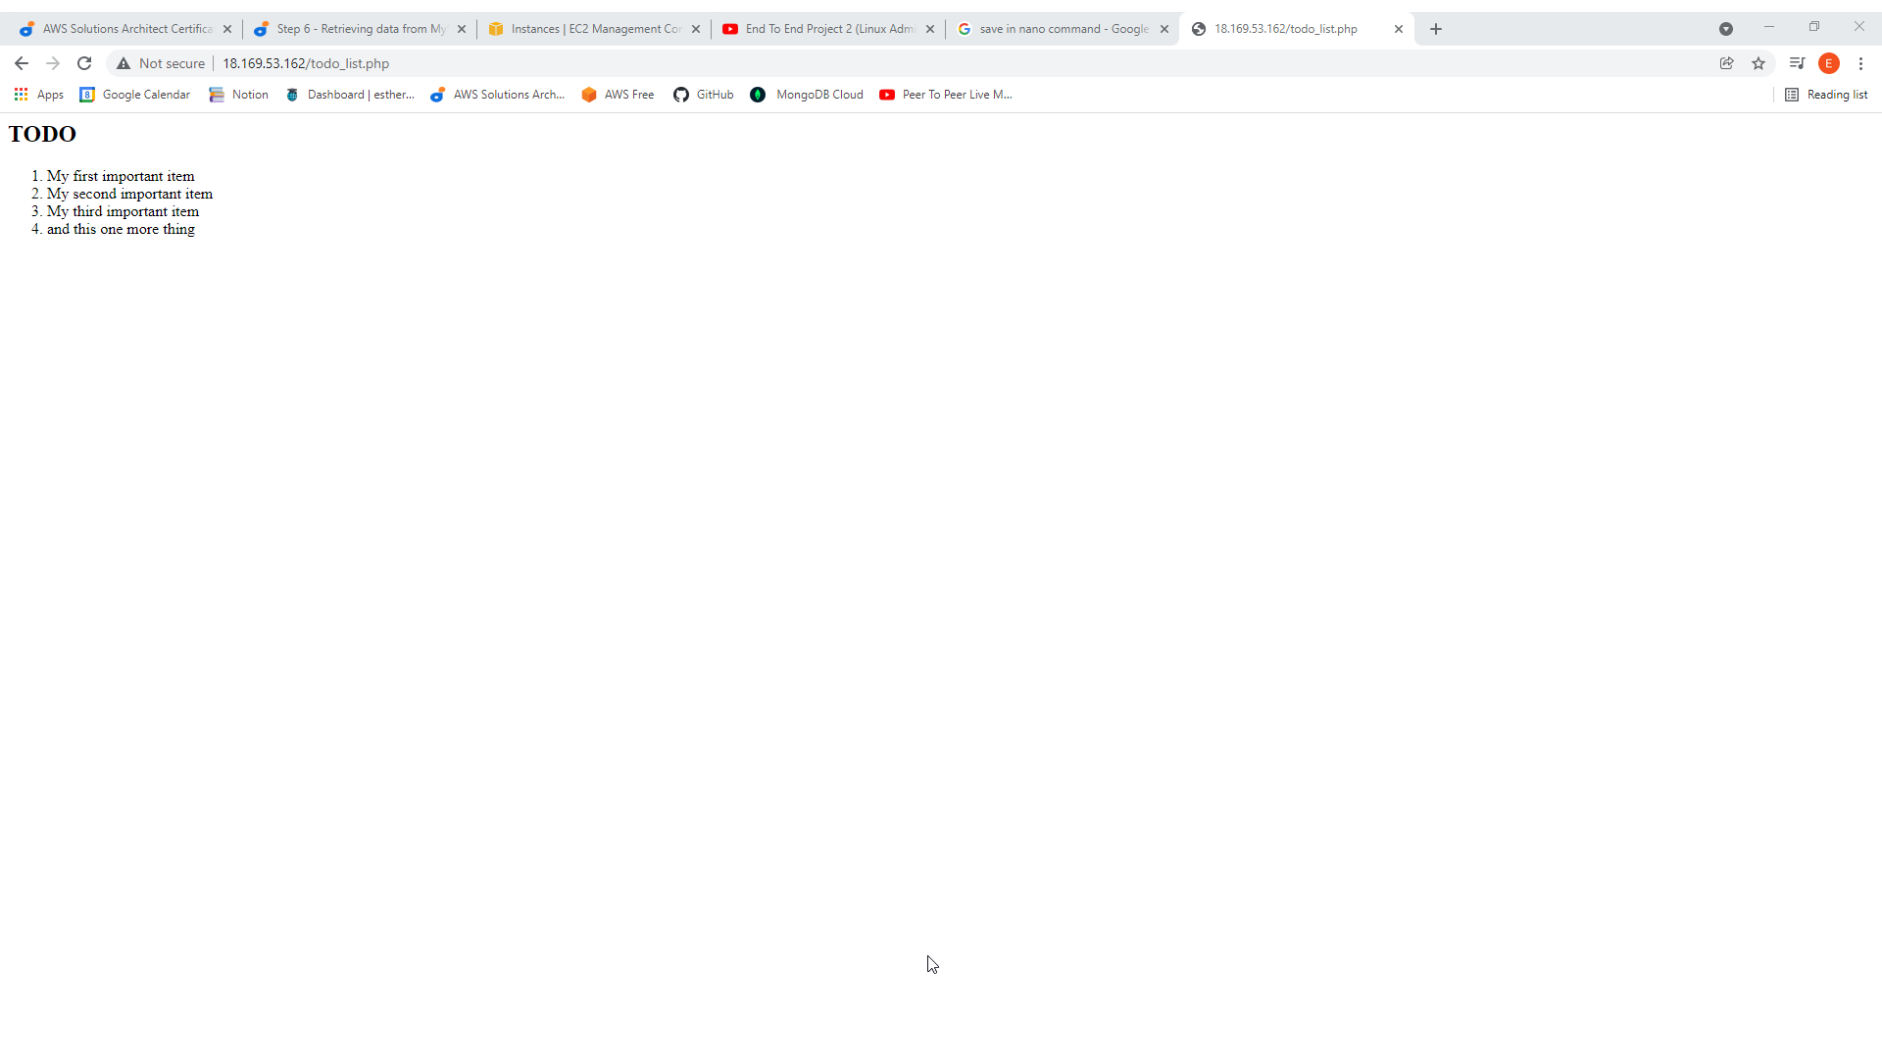 AWS Solutions Architect Certifica
Step 6 - Retrieving data from My
Instances | EC2 Management Cor
End To End Project 2 (Linux Adm
save in nano command - Google
18.169.53.162/todo_list.php
Not secure | 18.169.53.162/todo_list.php
E
Apps
8 Google Calendar
Notion
Dashboard | esther...
AWS Solutions Arch...
AWS Free
GitHub
MongoDB Cloud
Peer To Peer Live M...
Reading list
TODO
1. My first important item
2. My second important item
3. My third important item
4. and this one more thing